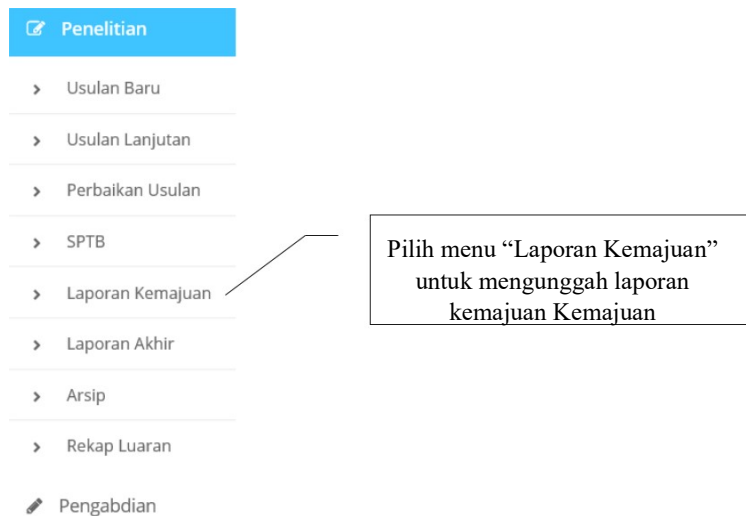 Penelitian
Usulan Baru
Usulan Lanjutan
Perbaikan Usulan
SPTB
Laporan Kemajuan
Laporan Akhir
Arsip
Rekap Luaran
Pengabdian
Pilih menu “Laporan Kemajuan”
untuk mengunggah laporan
kemajuan Kemajuan